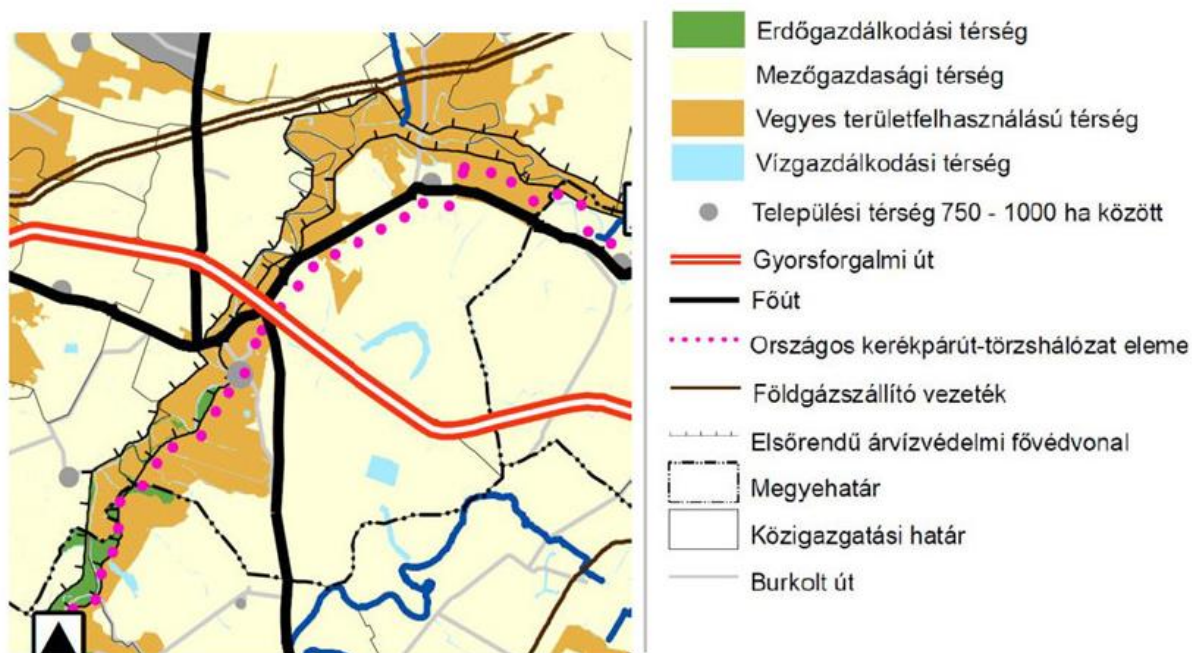 Erdőgazdálkodási térség
Mezőgazdasági térség
Vegyes területfelhasználású térség
Vízgazdálkodási térség
Települési térség 750 - 1000 ha között
Gyorsforgalmi út
Főút
Országos kerékpárút-törzshálózat eleme
Földgázszállító vezeték
Elsőrendű árvízvédelmi fővédvonal
Megyehatár
Közigazgatási határ
Burkolt út